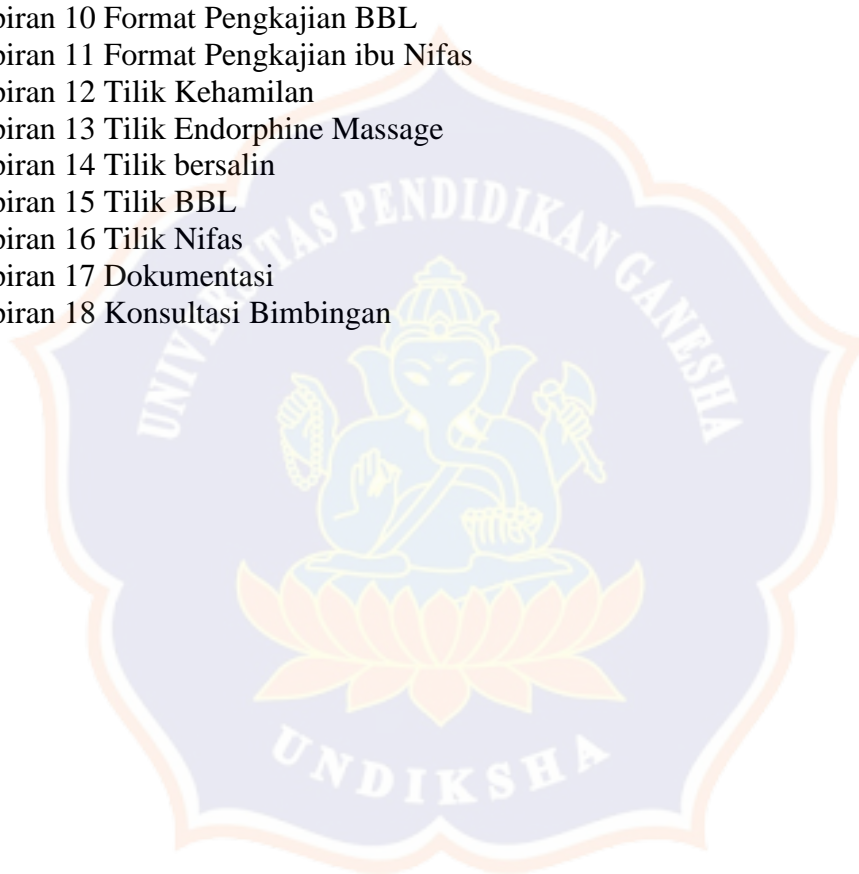 piran 10 Format Pengkajian BBL
piran 11 Format Pengkajian ibu Nifas
piran 12 Tilik Kehamilan
piran 13 Tilik Endorphine Massage
piran 14 Tilik bersalin
piran 15 Tilik BBL
piran 16 Tilik Nifas
piran 17 Dokumentasi
piran 18 Konsultasi Bimbingan
UNIVERSITAS PENDIDIKAN GANESHA
UNDIKSHA